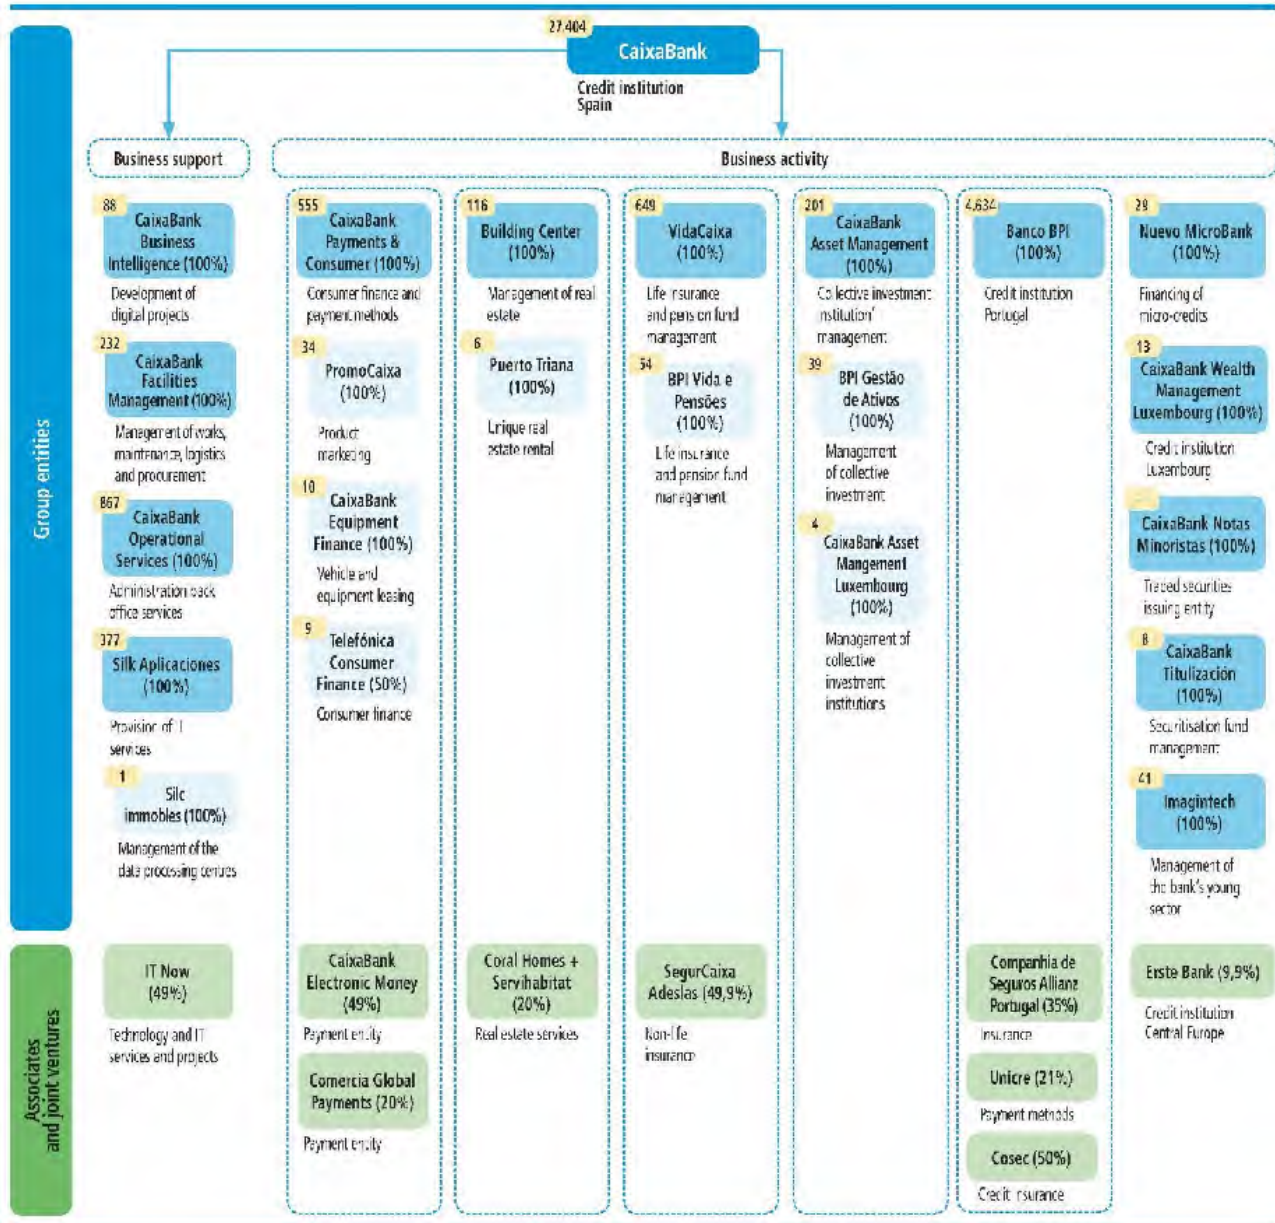 27.404
CaixaBank
Credit institution
Spain
Business support
Business activity
Group entities
88
CaixaBank
Business
Intelligence (100%)
Development of
digital projects
232
CaixaBank
Facilities
Management (100%)
Management of works,
maintenance, logistics
and procurement
867
CaixaBank
Operational
Services (100%)
Administration back
office services
377
Silk Aplicaciones
(100%)
Provision of IT
services
1
Silc
immobles (100%)
Management of the
data processing centres
555
CaixaBank
Payments &
Consumer (100%)
Consumer finance and
payment methods
34
PromoCaixa
(100%)
Product
marketing
10
CaixaBank
Equipment
Finance (100%)
Vehicle and
equipment leasing
9
Telefónica
Consumer
Finance (50%)
Consumer finance
116
Building Center
(100%)
Management of real
estate
6
Puerto Triana
(100%)
Unique real
estate rental
649
VidaCaixa
(100%)
Life insurance
and pension fund
management
54
BPI Vida e
Pensões
(100%)
Life insurance
and pension fund
management
201
CaixaBank
Asset Management
(100%)
Collective investment
institution'
management
39
BPI Gestão
de Ativos
(100%)
Management
of collective
investment
4
CaixaBank Asset
Mangement
Luxembourg
(100%)
Management of
collective
investment
institutions
4.634
Banco BPI
(100%)
Credit institution
Portugal
29
Nuevo MicroBank
(100%)
Financing of
micro-credits
13
CaixaBank Wealth
Management
Luxembourg (100%)
Credit institution
Luxembourg
-
CaixaBank Notas
Minoristas (100%)
Traded securities
issuing entity
8
CaixaBank
Titulización
(100%)
Securitisation fund
management
41
Imagintech
(100%)
Management of
the bank's young
sector
Associates
and joint ventures
IT Now
(49%)
Technology and IT
services and projects
CaixaBank
Electronic Money
(49%)
Payment entity
Comercia Global
Payments (20%)
Payment entity
Coral Homes +
Servihabitat
(20%)
Real estate services
SegurCaixa
Adeslas (49,9%)
Non-life
insurance
Companhia de
Seguros Allianz
Portugal (35%)
Insurance
Unicre (21%)
Payment methods
Cosec (50%)
Credit insurance
Erste Bank (9,9%)
Credit institution
Central Europe